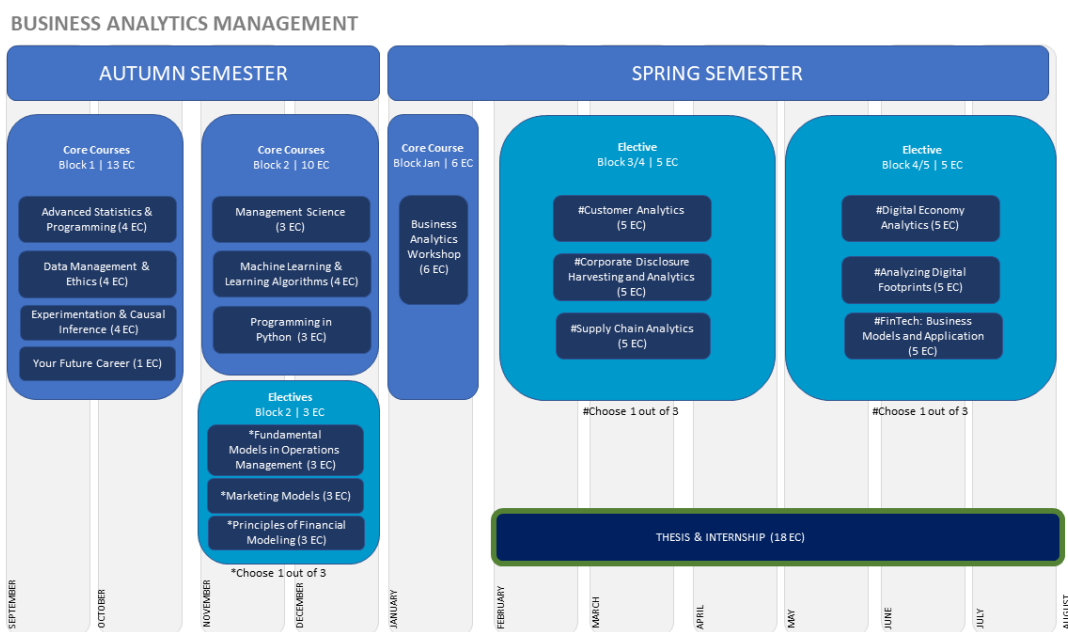 BUSINESS ANALYTICS MANAGEMENT
AUTUMN SEMESTER
SPRING SEMESTER
Core Courses
Block 1 | 13 EC
Advanced Statistics &
Programming (4 EC)
Data Management &
Ethics (4 EC)
Experimentation & Causal
Inference (4 EC)
Your Future Career (1 EC)
Core Courses
Block 2 | 10 EC
Management Science
(3 EC)
Machine Learning &
Learning Algorithms (4 EC)
Programming in
Python (3 EC)
Electives
Block 2 | 3 EC
*Fundamental
Models in Operations
Management (3 EC)
*Marketing Models (3 EC)
*Principles of Financial
Modeling (3 EC)
*Choose 1 out of 3
Core Course
Block Jan | 6 EC
Business
Analytics
Workshop
(6 EC)
Elective
Block 3/4 | 5 EC
#Customer Analytics
(5 EC)
#Corporate Disclosure
Harvesting and Analytics
(5 EC)
#Supply Chain Analytics
(5 EC)
#Choose 1 out of 3
Elective
Block 4/5 | 5 EC
#Digital Economy
Analytics (5 EC)
#Analyzing Digital
Footprints (5 EC)
#FinTech: Business
Models and Application
(5 EC)
#Choose 1 out of 3
THESIS & INTERNSHIP (18 EC)
SEPTEMBER
OCTOBER
NOVEMBER
DECEMBER
JANUARY
FEBRUARY
MARCH
APRIL
MAY
JUNE
JULY
AUGUST